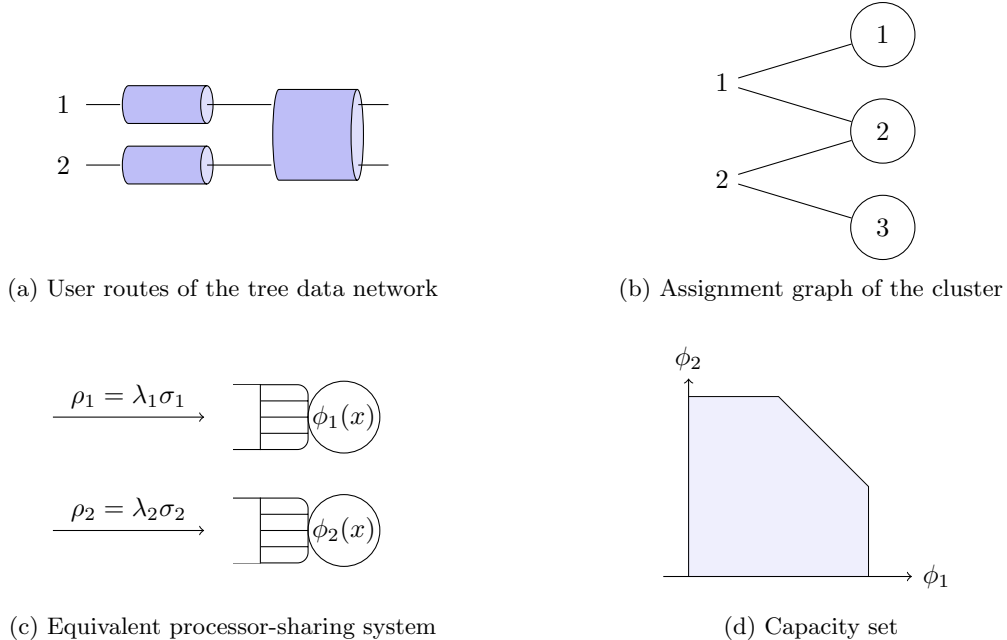 1
2
(a) User routes of the tree data network
1
2
1
2
3
(b) Assignment graph of the cluster
ρ₁ = λ₁σ₁
ϕ₁(x)
ρ₂ = λ₂σ₂
ϕ₂(x)
(c) Equivalent processor-sharing system
ϕ₂
ϕ₁
(d) Capacity set